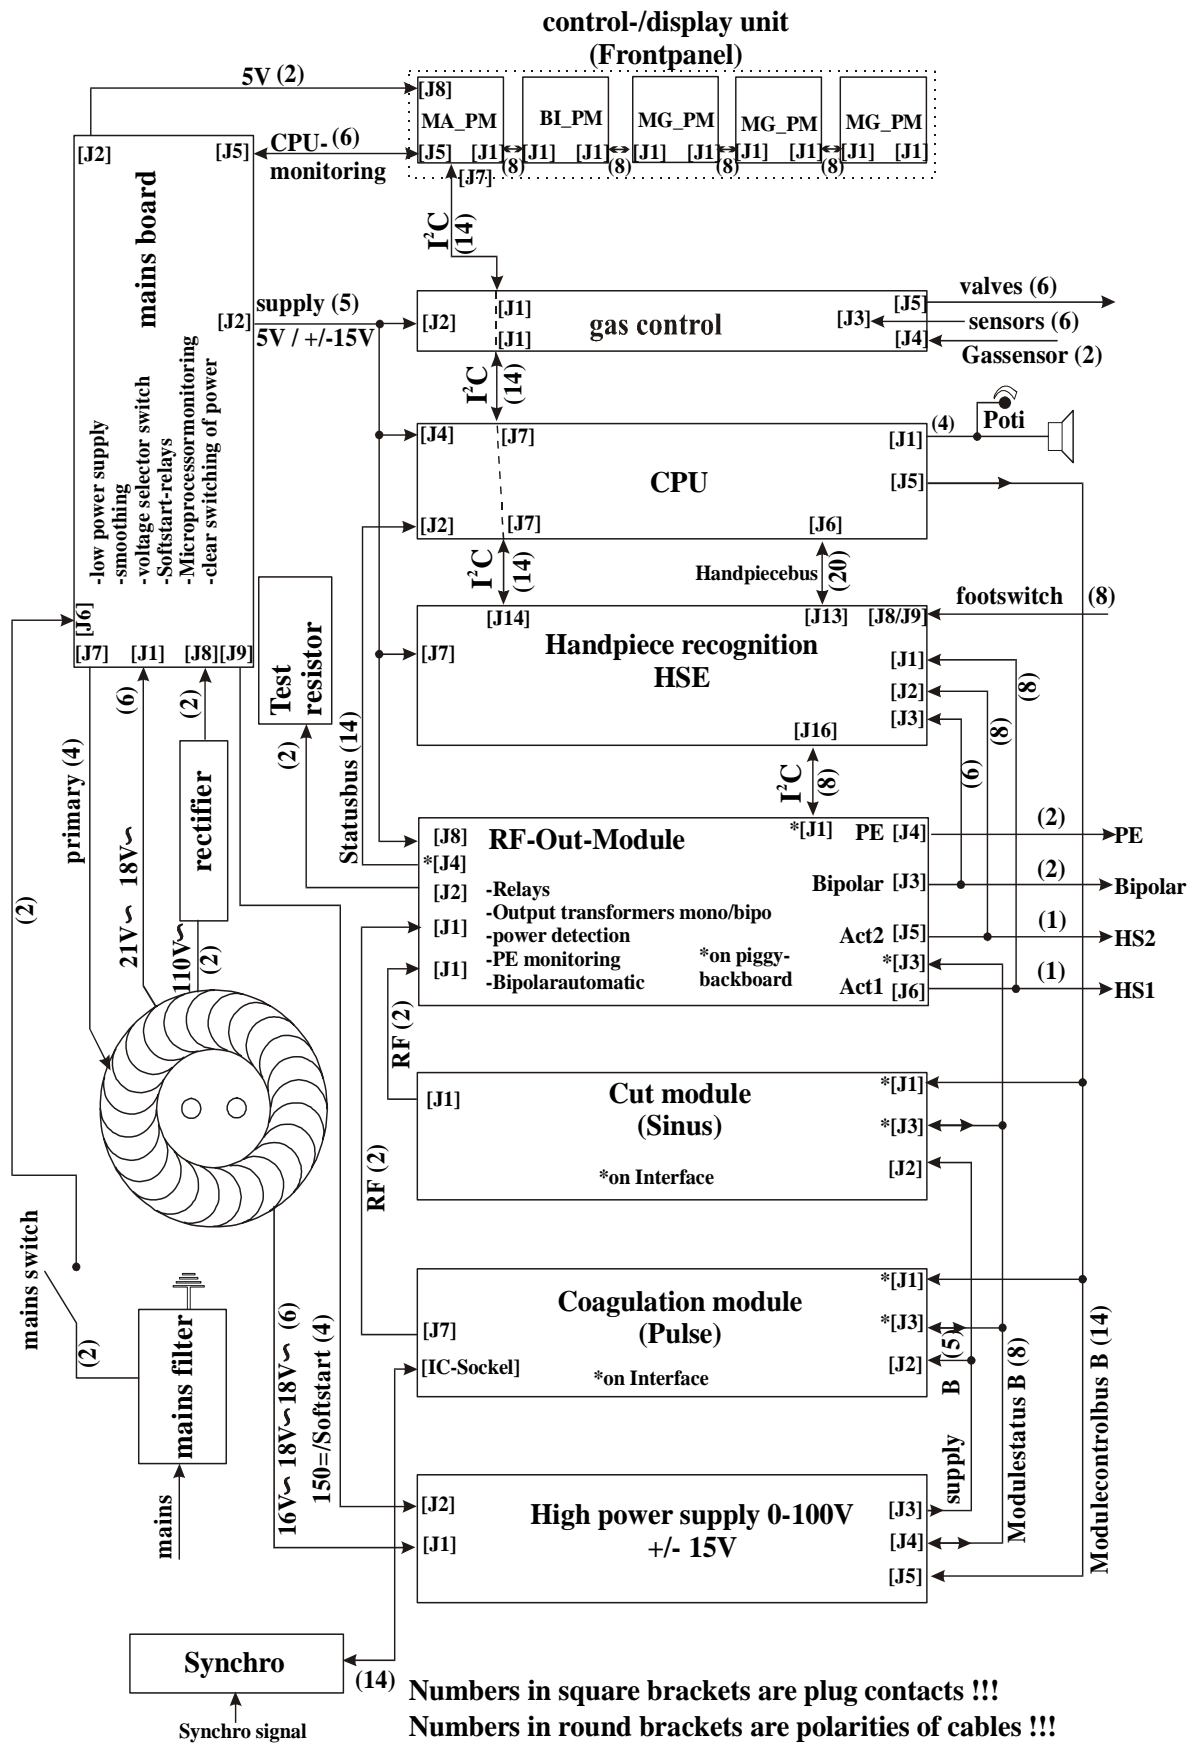 control-/display unit
(Frontpanel)
5V (2)
[J8]
MA_PM
BI_PM
MG_PM
MG_PM
MG_PM
[J5]
[J1]
(8)
[J1]
[J1]
(8)
[J1]
[J1]
(8)
[J1]
[J1]
(8)
[J1]
[J1]
[J7]
[J2]
[J5]
CPU- (6)
monitoring
mains board
-low power supply
-smoothing
-voltage selector switch
-Softstart-relays
-Microprocessormonitoring
-clear switching of power
[J2]
[J6]
[J7]
[J1]
[J8]
[J9]
I²C
(14)
supply (5)
5V / +/-15V
[J2]
[J1]
[J1]
gas control
[J5]
[J3]
[J4]
valves (6)
sensors (6)
Gassensor (2)
I²C
(14)
[J4]
[J7]
CPU
[J1]
[J5]
[J2]
[J7]
[J6]
(4)
Poti
I²C
(14)
Handpiecebus
(20)
footswitch (8)
[J14]
[J13]
[J8/J9]
Handpiece recognition
HSE
[J7]
[J1]
[J2]
[J3]
[J16]
(8)
(8)
(6)
Test
resistor
(2)
Statusbus (14)
I²C
(8)
[J8]
RF-Out-Module
*[J1]
PE [J4]
(2)
PE
*[J4]
[J2]
-Relays
-Output transformers mono/bipo
-power detection
-PE monitoring
-Bipolarautomatic
Bipolar [J3]
(2)
Bipolar
[J1]
[J1]
*on piggy-
backboard
Act2 [J5]
(1)
HS2
*[J3]
Act1 [J6]
(1)
HS1
primary (4)
(6)
21V~ 18V~
(2)
rectifier
110V~
(2)
(2)
RF (2)
RF (2)
[J1]
Cut module
(Sinus)
*on Interface
*[J1]
*[J3]
[J2]
[J7]
[IC-Sockel]
Coagulation module
(Pulse)
*on Interface
*[J1]
*[J3]
[J2]
mains switch
(2)
mains filter
mains
16V~ 18V~18V~ (6)
150=/Softstart (4)
supply B (5)
Modulestatus B (8)
Modulecontrolbus B (14)
[J2]
[J1]
High power supply 0-100V
+/- 15V
[J3]
[J4]
[J5]
Synchro
(14)
Synchro signal
Numbers in square brackets are plug contacts !!!
Numbers in round brackets are polarities of cables !!!